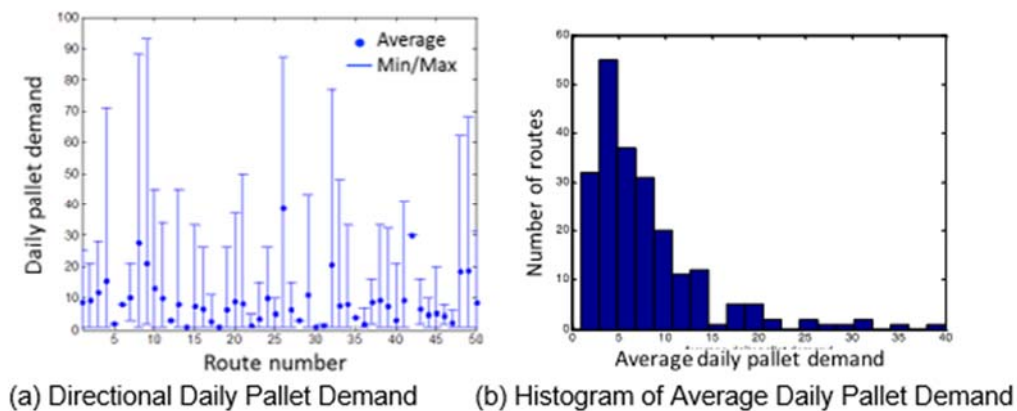 100
90
80
70
60
50
40
30
20
10
0
5 10 15 20 25 30 35 40 45 50
Daily pallet demand
Average
Min/Max
Route number
(a) Directional Daily Pallet Demand
60
50
40
30
20
10
0
0 5 10 15 20 25 30 35 40
Number of routes
Average daily pallet demand
(b) Histogram of Average Daily Pallet Demand